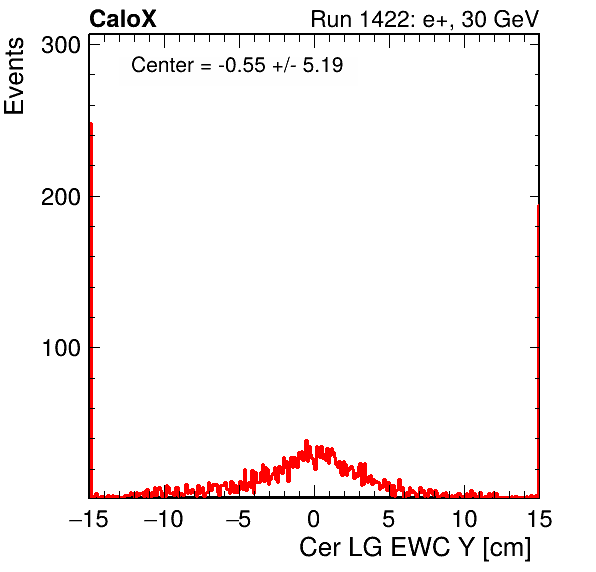 CaloX Run 1422: e+, 30 GeV
Center = -0.55 +/- 5.19
Events
300
200
100
−15 −10 −5 0 5 10 15
Cer LG EWC Y [cm]